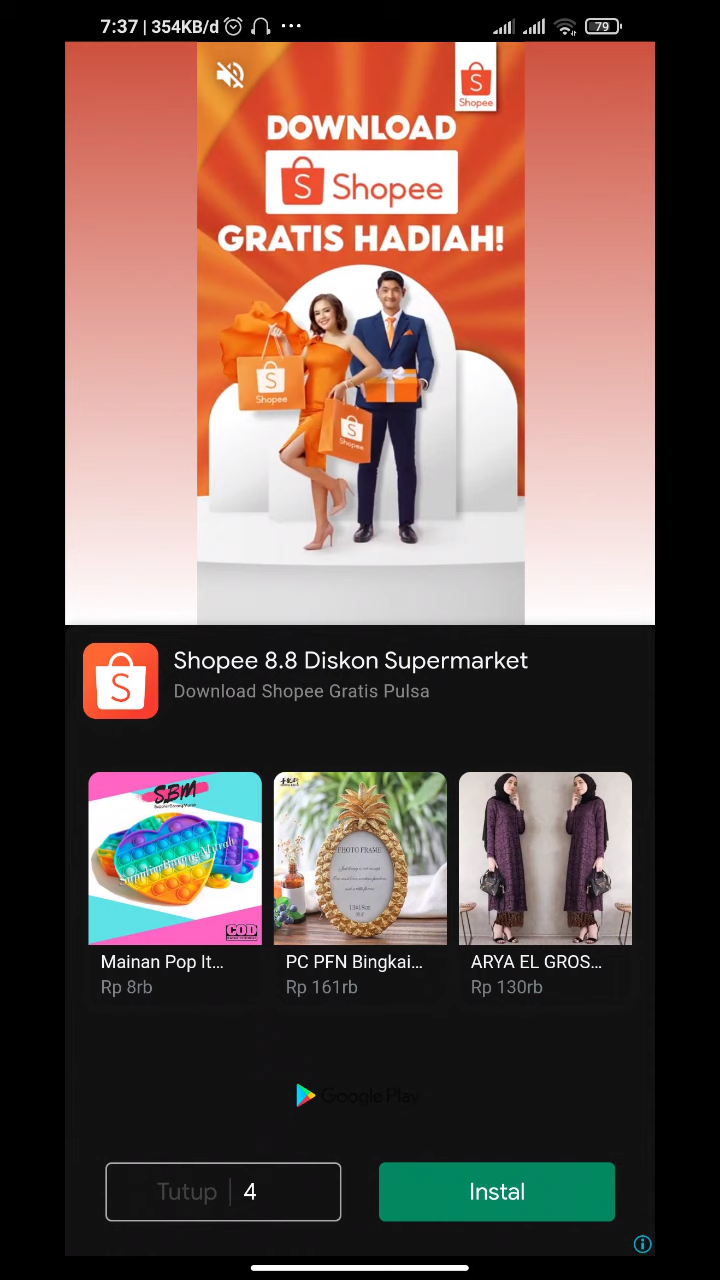 7:37 | 354KB/d
79
S
Shopee
DOWNLOAD
S Shopee
GRATIS HADIAH!
S
Shopee
S
Shopee
S
Shopee 8.8 Diskon Supermarket
Download Shopee Gratis Pulsa
SBM
SupplierBarangMurah
COD
PHOTO FRAME
13x18cm
Mainan Pop It...
Rp 8rb
PC PFN Bingkai...
Rp 161rb
ARYA EL GROS...
Rp 130rb
Google Play
Tutup | 4
Instal